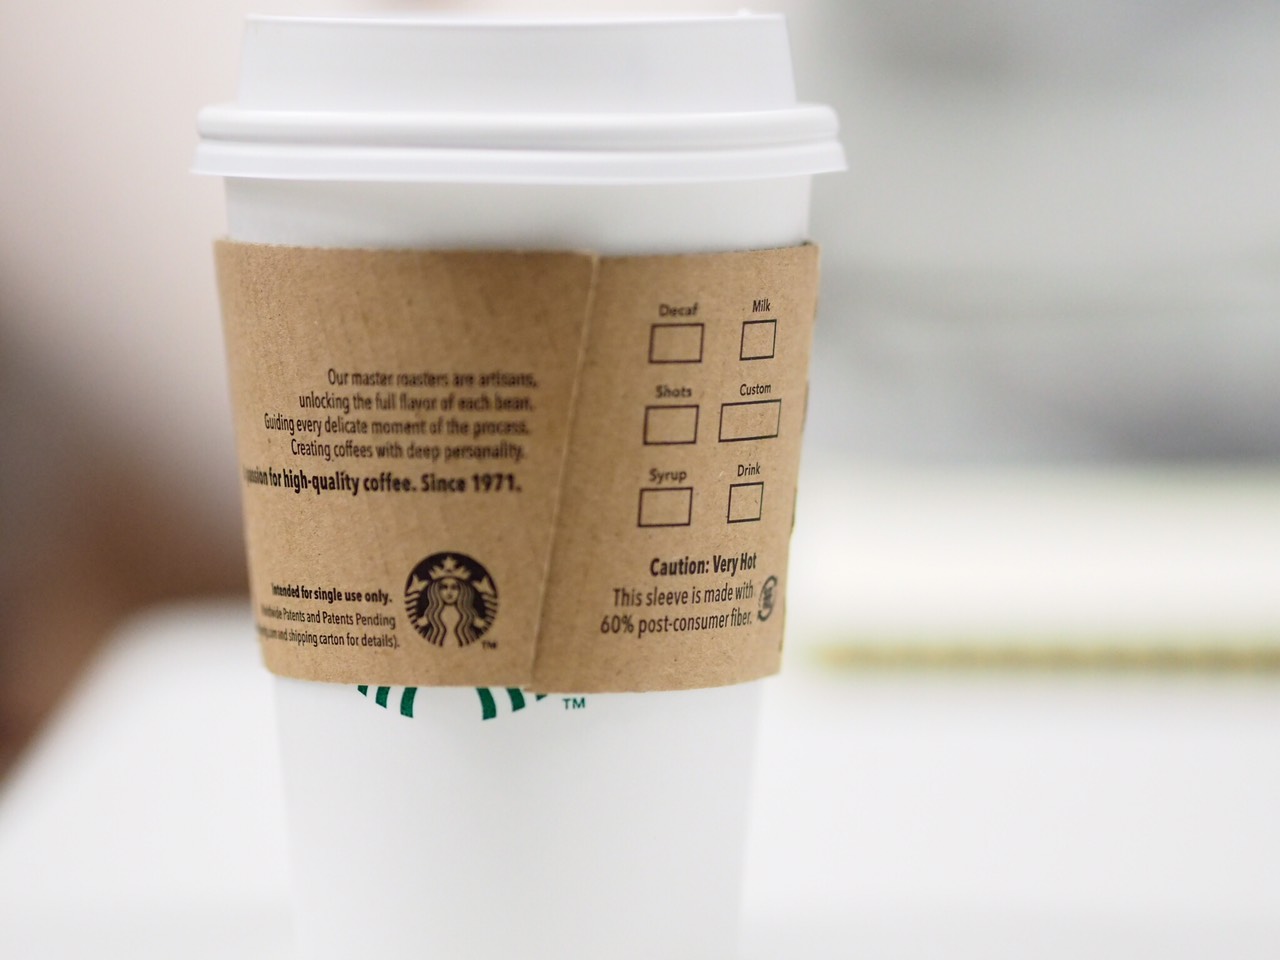 Our master roasters are artisans,
unlocking the full flavor of each bean.
Guiding every delicate moment of the process.
Creating coffees with deep personality.
for high-quality coffee. Since 1971.
Intended for single use only.
Patents and Patents Pending
and shipping carton for details).
TM
Decaf
Milk
Shots
Custom
Syrup
Drink
Caution: Very Hot
This sleeve is made with
60% post-consumer fiber.
TM